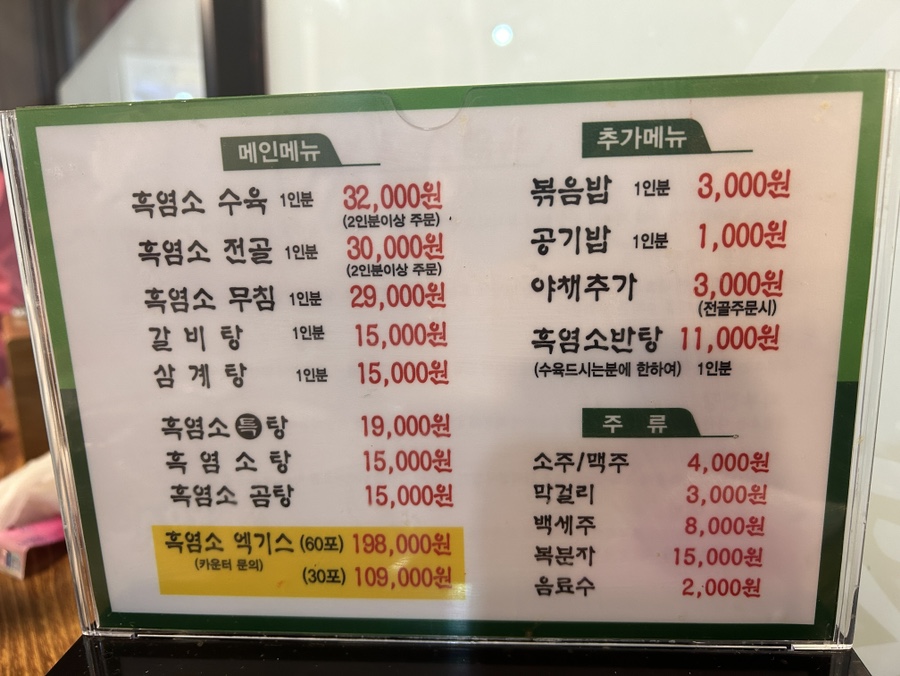 메인메뉴
흑염소 수육 1인분 32,000원
(2인분이상 주문)
흑염소 전골 1인분 30,000원
(2인분이상 주문)
흑염소 무침 1인분 29,000원
갈비탕 1인분 15,000원
삼계탕 1인분 15,000원
흑염소 특 탕 19,000원
흑염소탕 15,000원
흑염소 곰탕 15,000원
흑염소 엑기스 (60포) 198,000원
(카운터 문의)
(30포) 109,000원
추가메뉴
볶음밥 1인분 3,000원
공기밥 1인분 1,000원
야채추가 3,000원
(전골주문시)
흑염소반탕 11,000원
(수육드시는분에 한하여) 1인분
주 류
소주/맥주 4,000원
막걸리 3,000원
백세주 8,000원
복분자 15,000원
음료수 2,000원